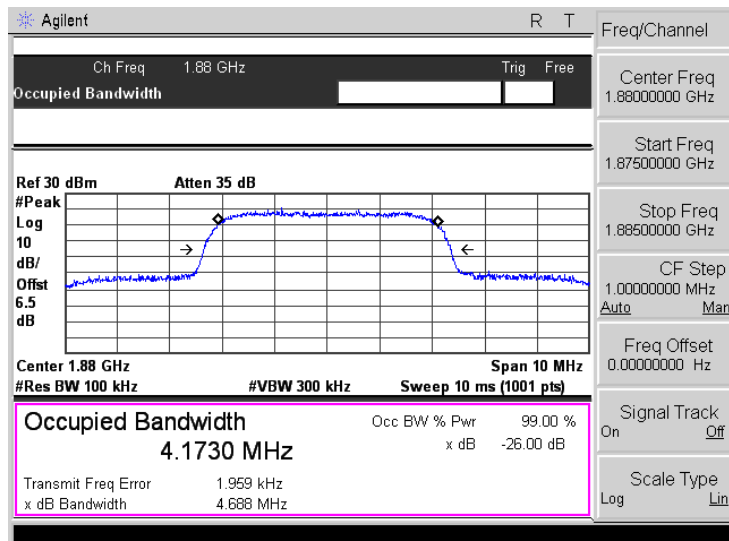 Agilent R T
Ch Freq 1.88 GHz Trig Free
Occupied Bandwidth
Ref 30 dBm Atten 35 dB
#Peak
Log
10
dB/
Offst
6.5
dB
Center 1.88 GHz Span 10 MHz
#Res BW 100 kHz #VBW 300 kHz Sweep 10 ms (1001 pts)
Occupied Bandwidth Occ BW % Pwr 99.00 %
4.1730 MHz x dB -26.00 dB
Transmit Freq Error 1.959 kHz
x dB Bandwidth 4.688 MHz
Freq/Channel
Center Freq
1.88000000 GHz
Start Freq
1.87500000 GHz
Stop Freq
1.88500000 GHz
CF Step
1.00000000 MHz
Auto Man
Freq Offset
0.00000000 Hz
Signal Track
On Off
Scale Type
Log Lin